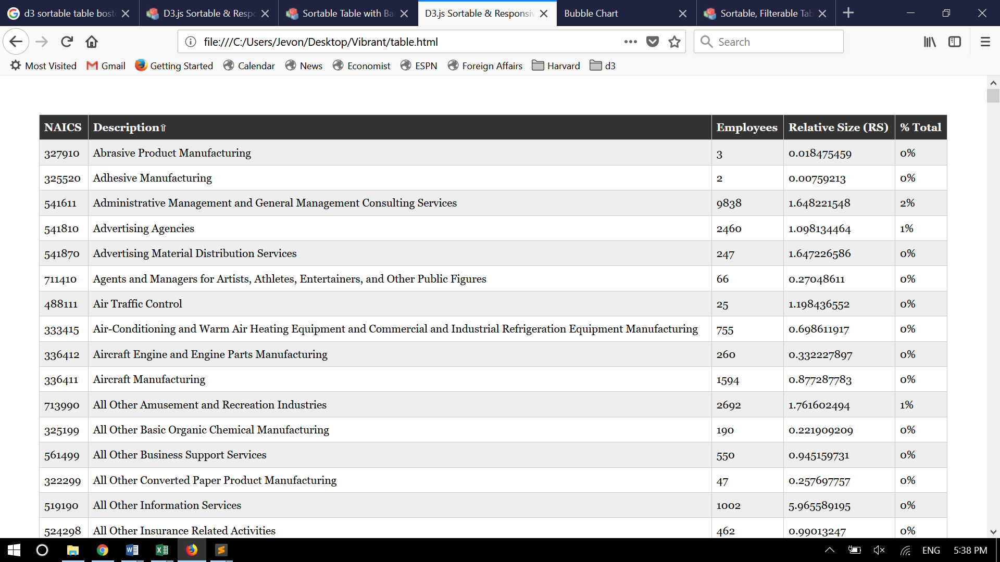 d3 sortable table bost
D3.js Sortable & Respo
Sortable Table with Ba
D3.js Sortable & Responsiv
Bubble Chart
Sortable, Filterable Tab
file:///C:/Users/Jevon/Desktop/Vibrant/table.html
Search
Most Visited Gmail Getting Started Calendar News Economist ESPN Foreign Affairs Harvard d3
NAICS Description⇧ Employees Relative Size (RS) % Total
327910 Abrasive Product Manufacturing 3 0.018475459 0%
325520 Adhesive Manufacturing 2 0.00759213 0%
541611 Administrative Management and General Management Consulting Services 9838 1.648221548 2%
541810 Advertising Agencies 2460 1.098134464 1%
541870 Advertising Material Distribution Services 247 1.647226586 0%
711410 Agents and Managers for Artists, Athletes, Entertainers, and Other Public Figures 66 0.27048611 0%
488111 Air Traffic Control 25 1.198436552 0%
333415 Air-Conditioning and Warm Air Heating Equipment and Commercial and Industrial Refrigeration Equipment Manufacturing 755 0.698611917 0%
336412 Aircraft Engine and Engine Parts Manufacturing 260 0.332227897 0%
336411 Aircraft Manufacturing 1594 0.877287783 0%
713990 All Other Amusement and Recreation Industries 2692 1.761602494 1%
325199 All Other Basic Organic Chemical Manufacturing 190 0.221909209 0%
561499 All Other Business Support Services 550 0.945159731 0%
322299 All Other Converted Paper Product Manufacturing 47 0.257697757 0%
519190 All Other Information Services 1002 5.965589195 0%
524298 All Other Insurance Related Activities 462 0.99013247 0%
ENG 5:38 PM